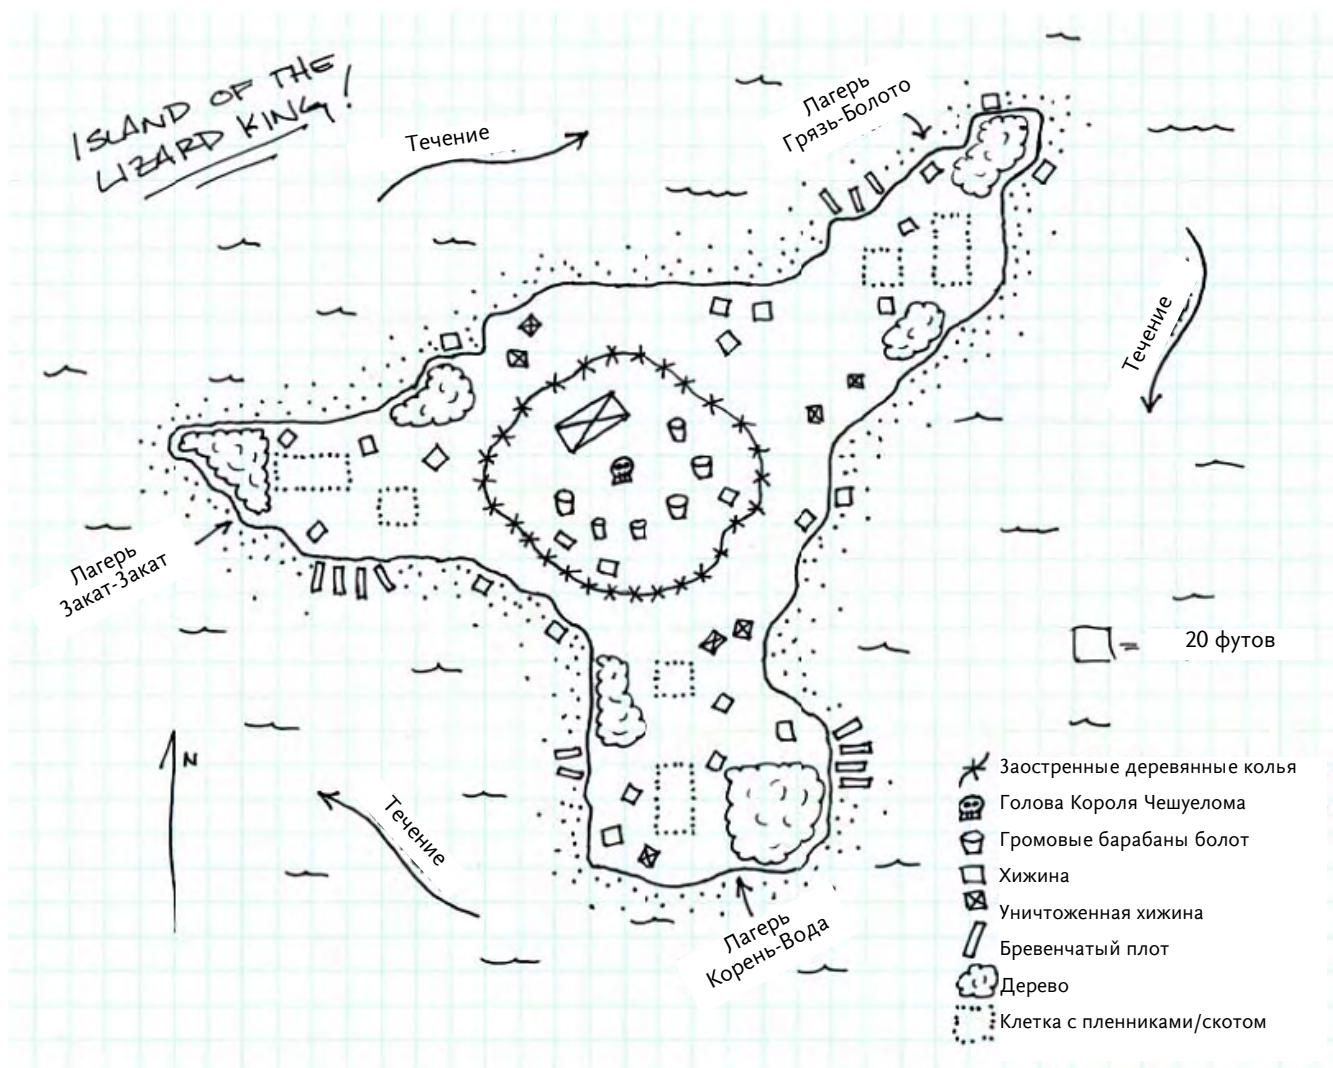 ISLAND OF THE
LIZARD KING!
Течение
Лагерь
Грязь-Болото
Течение
Лагерь
Закат-Закат
20 футов
N
Течение
Лагерь
Корень-Вода
Заостренные деревянные колья
Голова Короля Чешуелома
Громовые барабаны болот
Хижина
Уничтоженная хижина
Бревенчатый плот
Дерево
Клетка с пленниками/скотом